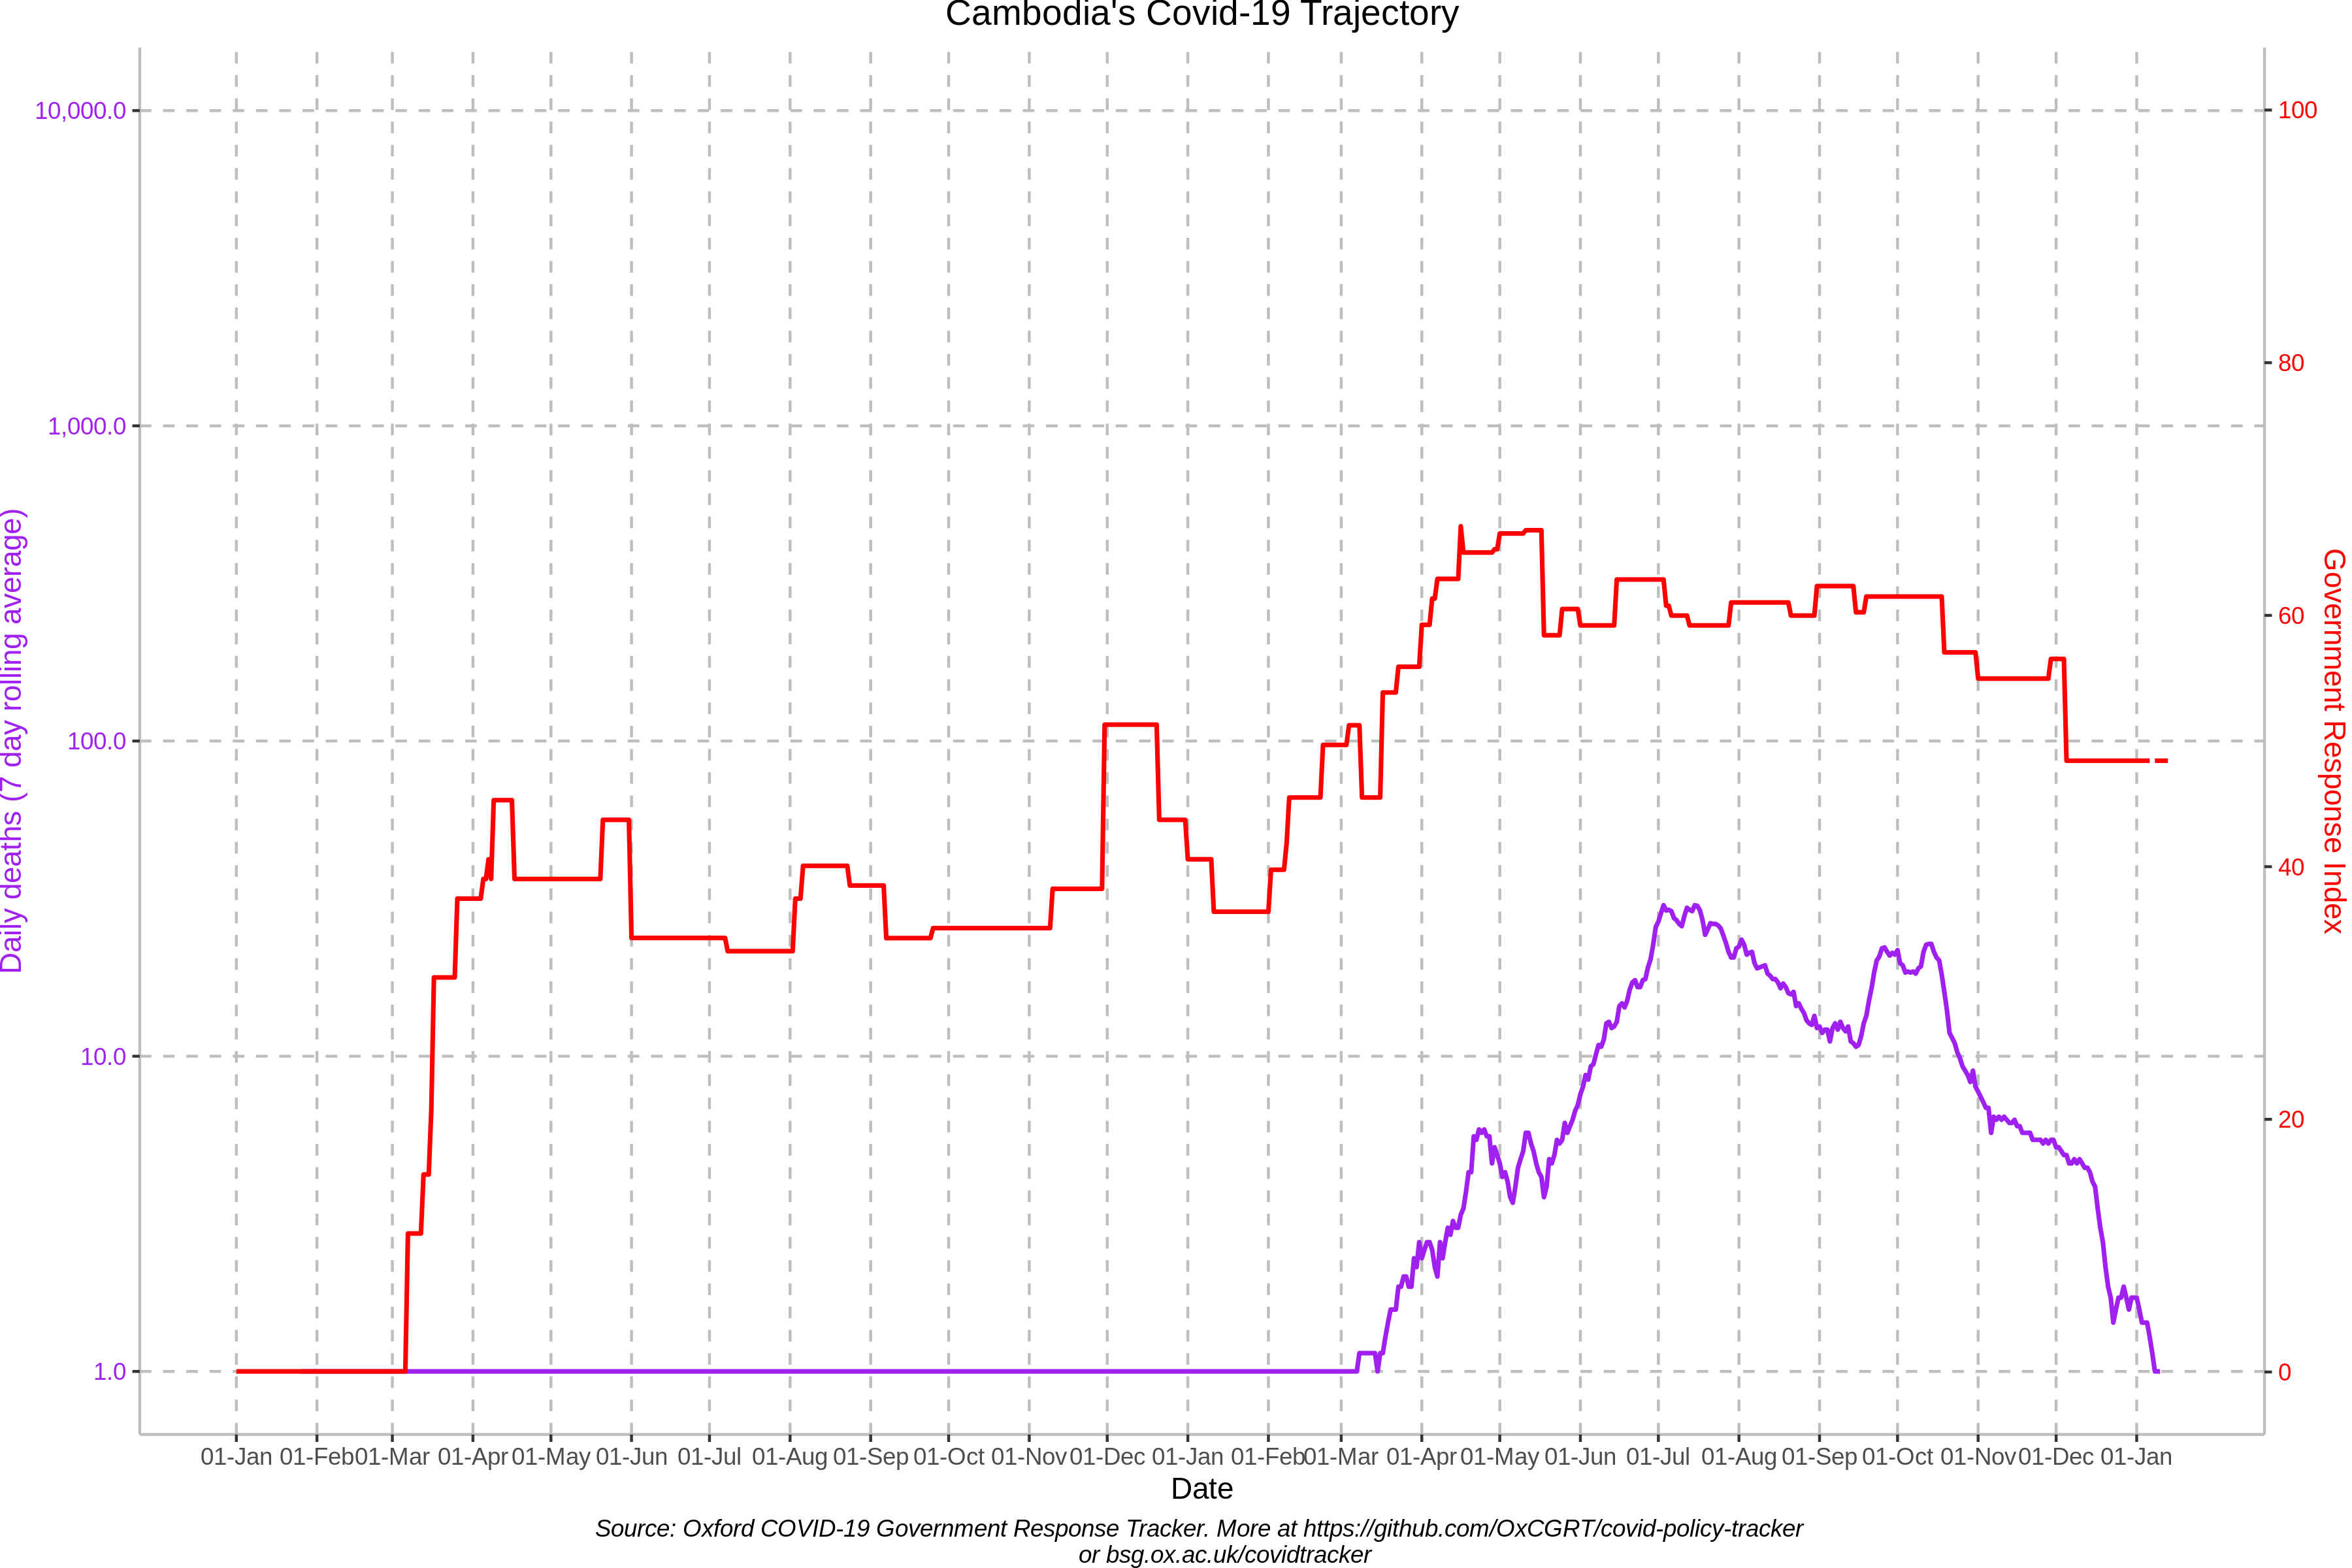 Cambodia's Covid-19 Trajectory
10,000.0
1,000.0
100.0
10.0
1.0
Daily deaths (7 day rolling average)
100
80
60
40
20
0
Government Response Index
01-Jan 01-Feb 01-Mar 01-Apr 01-May 01-Jun 01-Jul 01-Aug 01-Sep 01-Oct 01-Nov 01-Dec 01-Jan 01-Feb 01-Mar 01-Apr 01-May 01-Jun 01-Jul 01-Aug 01-Sep 01-Oct 01-Nov 01-Dec 01-Jan
Date
Source: Oxford COVID-19 Government Response Tracker. More at https://github.com/OxCGRT/covid-policy-tracker
or bsg.ox.ac.uk/covidtracker